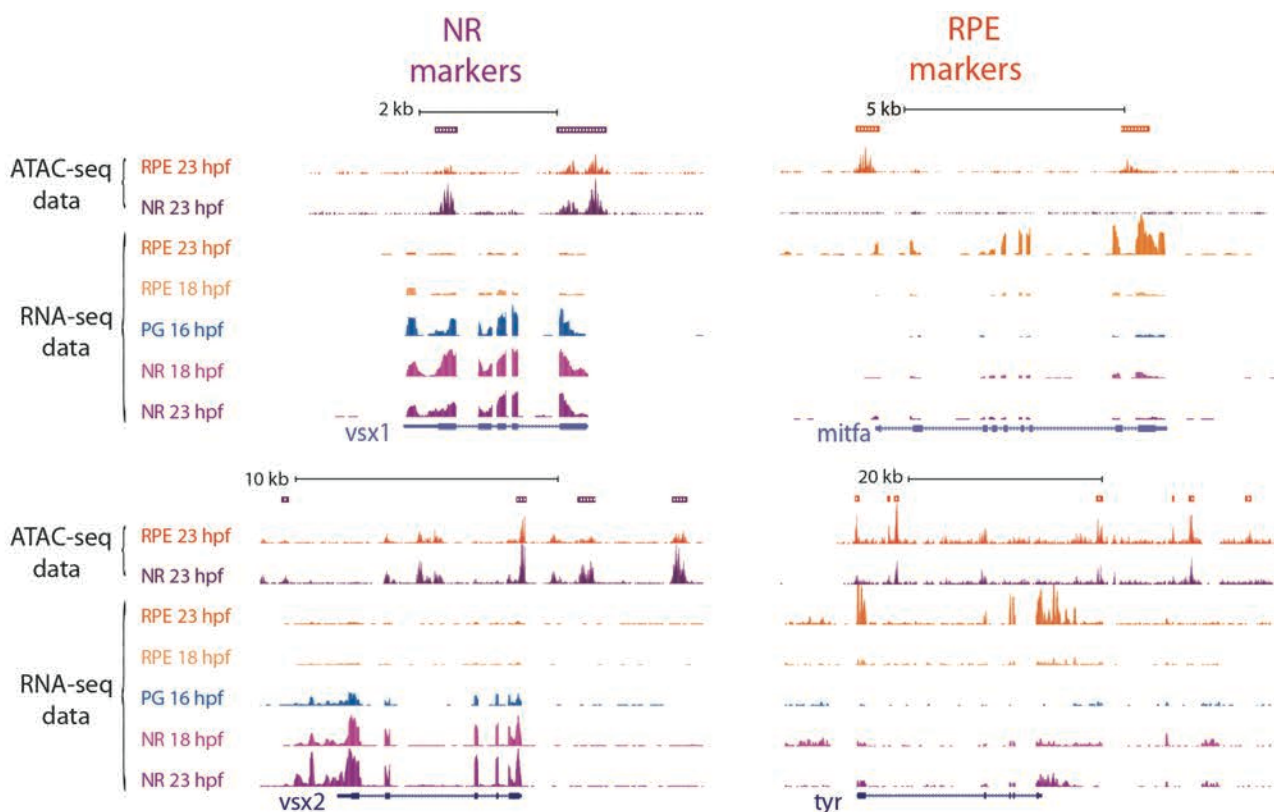 NR
markers
RPE
markers
2 kb
5 kb
ATAC-seq
data
RPE 23 hpf
NR 23 hpf
RNA-seq
data
RPE 23 hpf
RPE 18 hpf
PG 16 hpf
NR 18 hpf
NR 23 hpf
vsx1
mitfa
10 kb
20 kb
ATAC-seq
data
RPE 23 hpf
NR 23 hpf
RNA-seq
data
RPE 23 hpf
RPE 18 hpf
PG 16 hpf
NR 18 hpf
NR 23 hpf
vsx2
tyr